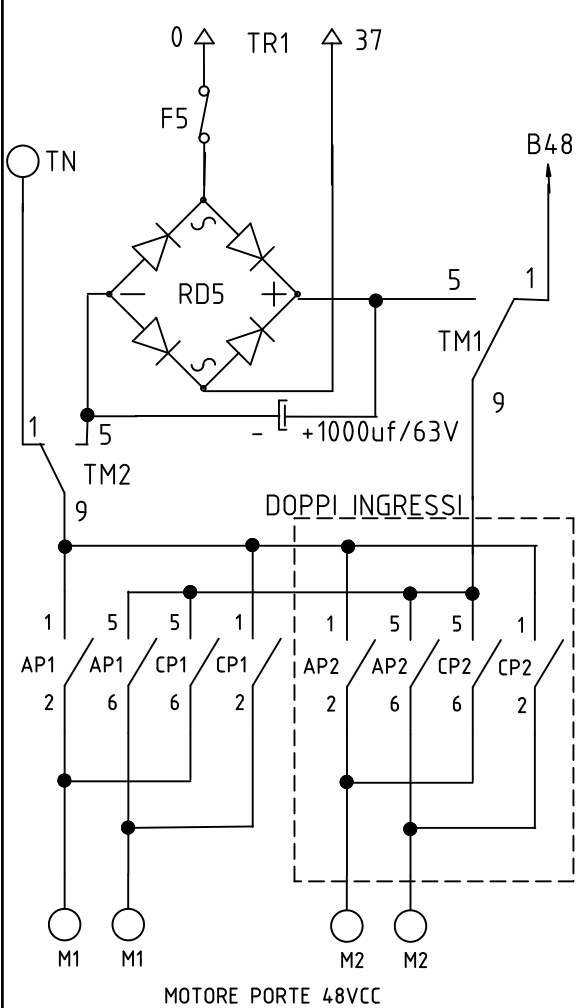 0 TR1 37
F5
B48
TN
RD5
5 1
TM1
9
1 5
- +1000uf/63V
TM2
9
DOPPI INGRESSI
1 5 5 1 1 5 5 1
AP1 AP1 CP1 CP1 AP2 AP2 CP2 CP2
2 6 6 2 2 6 6 2
M1 M1 M2 M2
MOTORE PORTE 48VCC